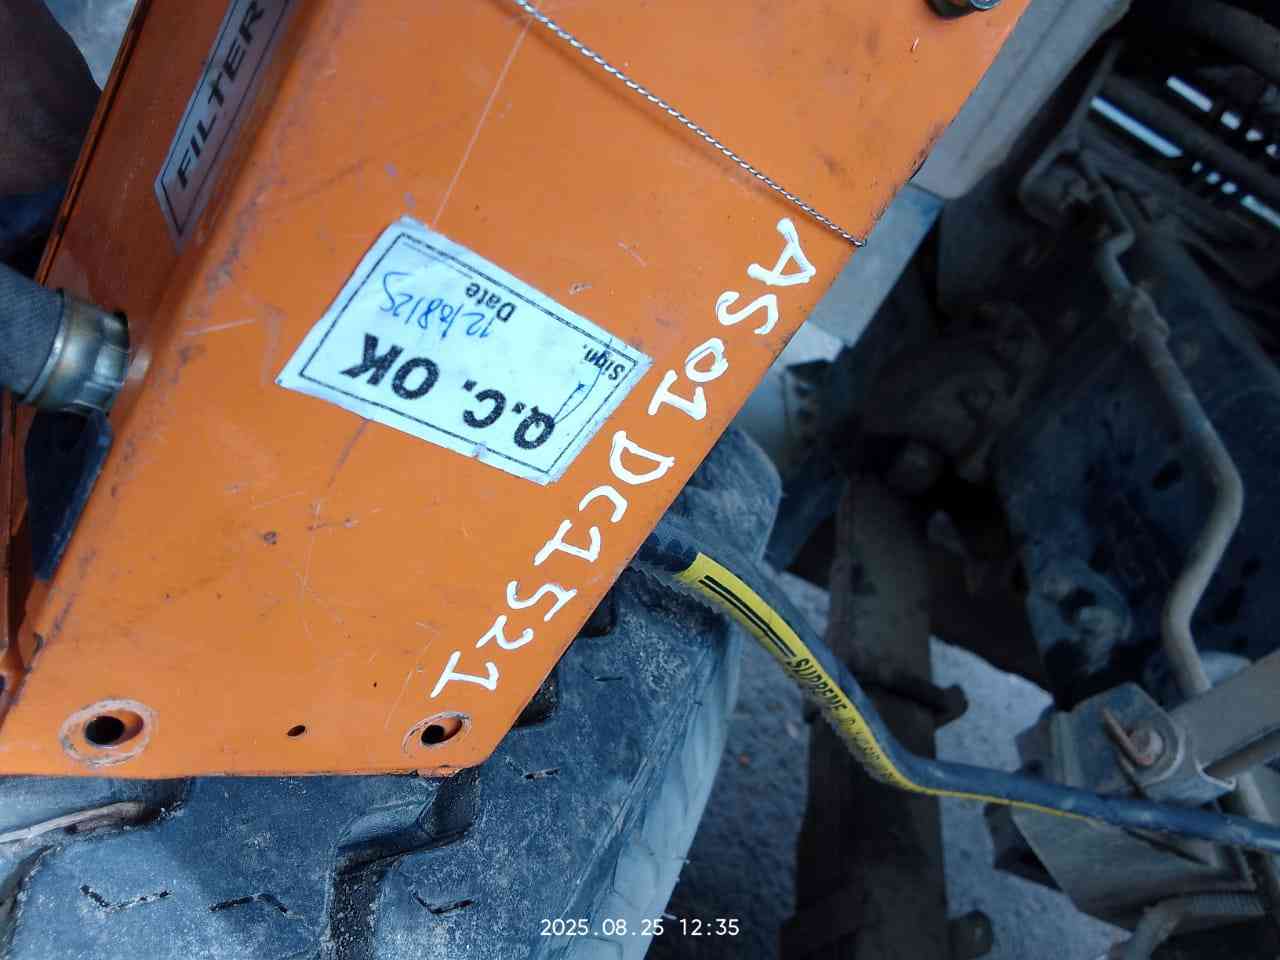 FILTER
Q.C. OK
Sign.
Date
12/08/25
AS01DC1521
SUPREME
2025.08.25 12:35